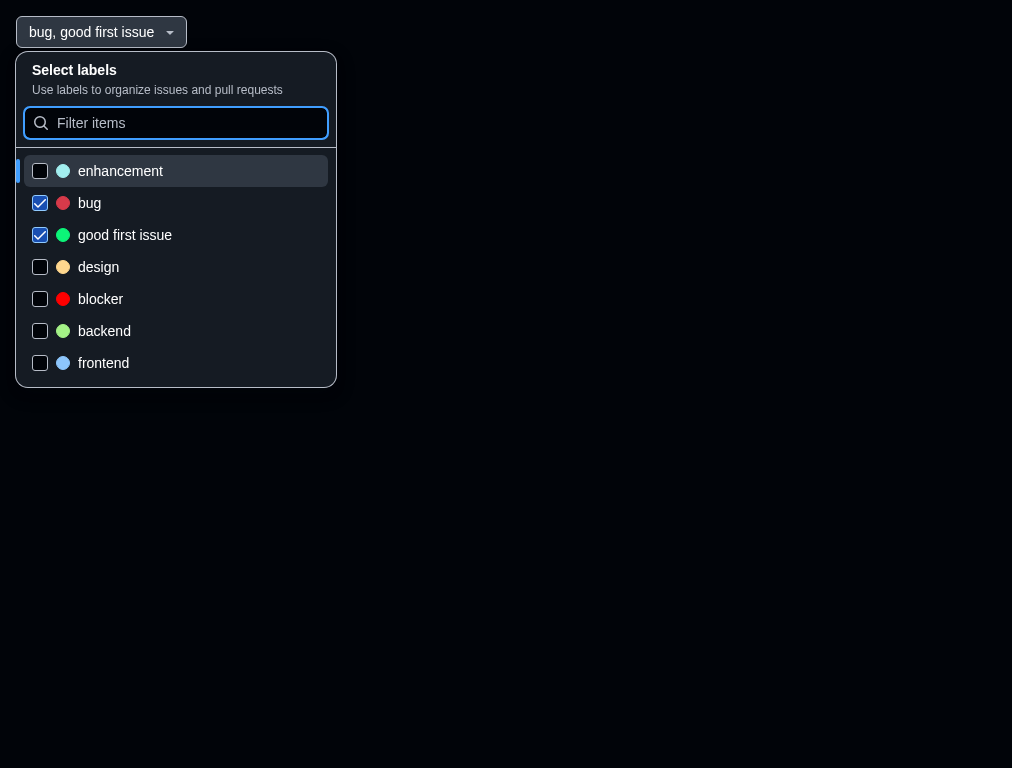 bug, good first issue
Select labels
Use labels to organize issues and pull requests
Filter items
enhancement
bug
good first issue
design
blocker
backend
frontend